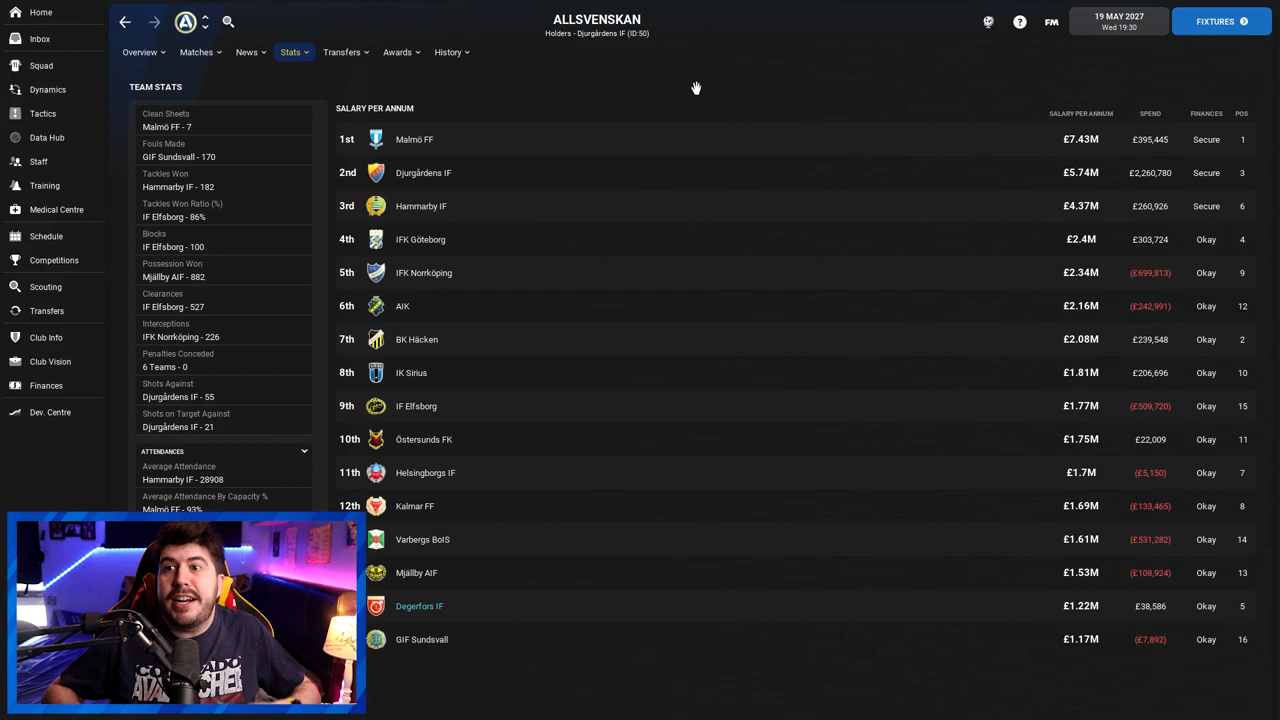 Home
Inbox
Squad
Dynamics
Tactics
Data Hub
Staff
Training
Medical Centre
Schedule
Competitions
Scouting
Transfers
Club Info
Club Vision
Finances
Dev. Centre
ALLSVENSKAN
Holders - Djurgårdens IF (ID:50)
? FM
19 MAY 2027
Wed 19:30
FIXTURES
Overview Matches News Stats Transfers Awards History
TEAM STATS
Clean Sheets
Malmö FF - 7
Fouls Made
GIF Sundsvall - 170
Tackles Won
Hammarby IF - 182
Tackles Won Ratio (%)
IF Elfsborg - 86%
Blocks
IF Elfsborg - 100
Possession Won
Mjällby AIF - 882
Clearances
IF Elfsborg - 527
Interceptions
IFK Norrköping - 226
Penalties Conceded
6 Teams - 0
Shots Against
Djurgårdens IF - 55
Shots on Target Against
Djurgårdens IF - 21
ATTENDANCES
Average Attendance
Hammarby IF - 28908
Average Attendance By Capacity %
Malmö FF - 93%
SALARY PER ANNUM
SALARY PER ANNUM SPEND FINANCES POS
1st Malmö FF £7.43M £395,445 Secure 1
2nd Djurgårdens IF £5.74M £2,260,780 Secure 3
3rd Hammarby IF £4.37M £260,926 Secure 6
4th IFK Göteborg £2.4M £303,724 Okay 4
5th IFK Norrköping £2.34M (£699,813) Okay 9
6th AIK £2.16M (£242,991) Okay 12
7th BK Häcken £2.08M £239,548 Okay 2
8th IK Sirius £1.81M £206,696 Okay 10
9th IF Elfsborg £1.77M (£509,720) Okay 15
10th Östersunds FK £1.75M £22,009 Okay 11
11th Helsingborgs IF £1.7M (£5,150) Okay 7
12th Kalmar FF £1.69M (£133,465) Okay 8
Varbergs BoIS £1.61M (£531,282) Okay 14
Mjällby AIF £1.53M (£108,924) Okay 13
Degerfors IF £1.22M £38,586 Okay 5
GIF Sundsvall £1.17M (£7,892) Okay 16